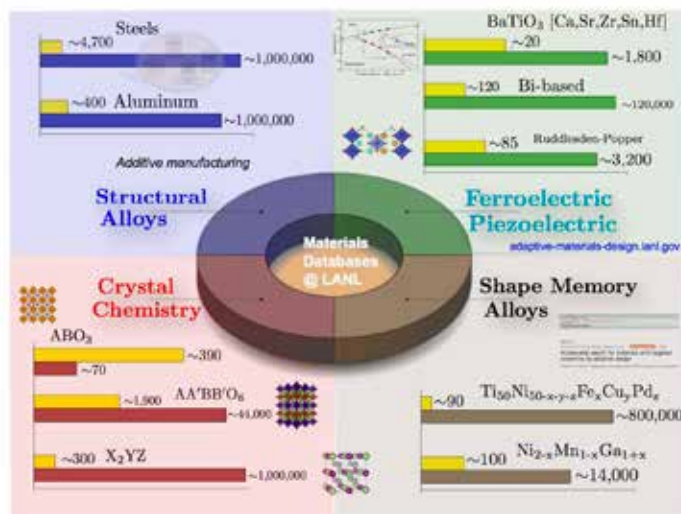 Steels
~4,700
~1,000,000
Aluminum
~400
~1,000,000
Additive manufacturing
Structural
Alloys
BaTiO₃ [Ca,Sr,Zr,Sn,Hf]
~20
~1,800
Bi-based
~120
~120,000
Ruddlesden-Popper
~85
~3,200
Ferroelectric
Piezoelectric
adaptive-materials-design.lanl.gov
Materials
Databases
@ LANL
Crystal
Chemistry
ABO₃
~390
~70
AA'BB'O₆
~1,900
~44,000
X₂YZ
~300
~1,000,000
Shape Memory
Alloys
Ti₅₀Ni₅₀₋ₓ₋ᵧ₋zFeₓCuᵧPdz
~90
~800,000
Ni₂₋ₓMn₁₋ₓGa₁₊ₓ
~100
~14,000